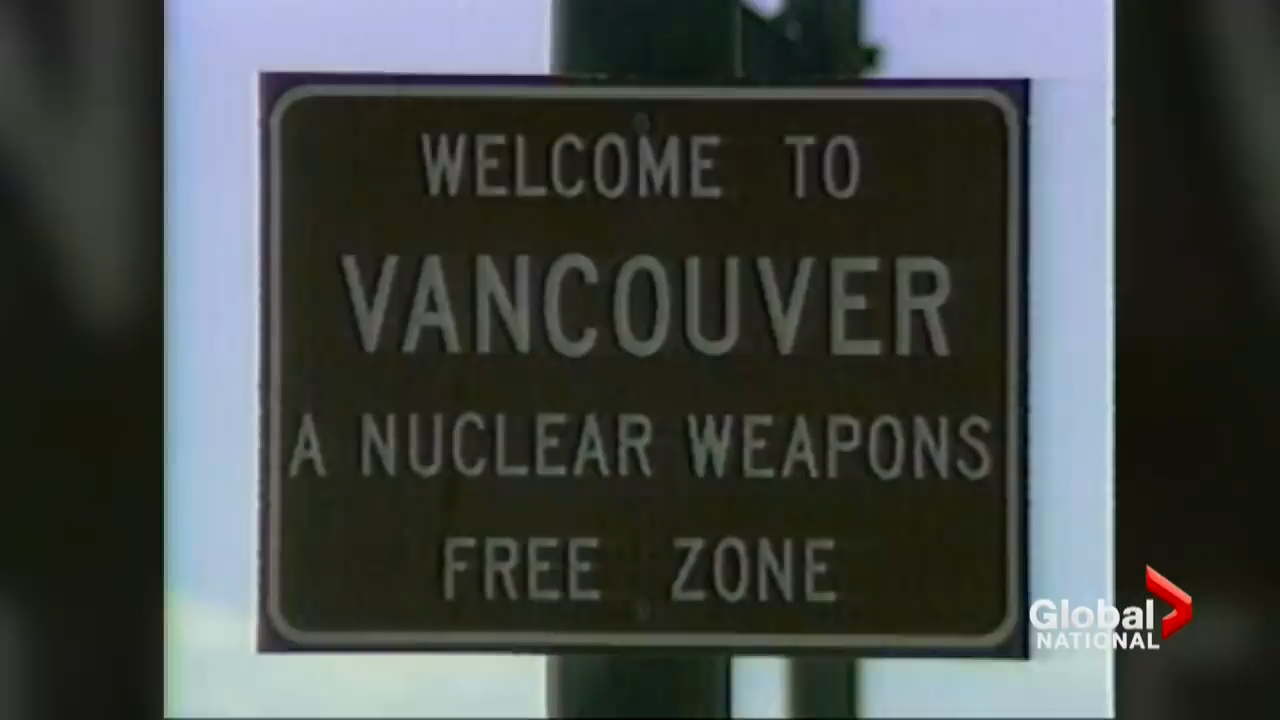 WELCOME TO
VANCOUVER
A NUCLEAR WEAPONS
FREE ZONE
Global
NATIONAL